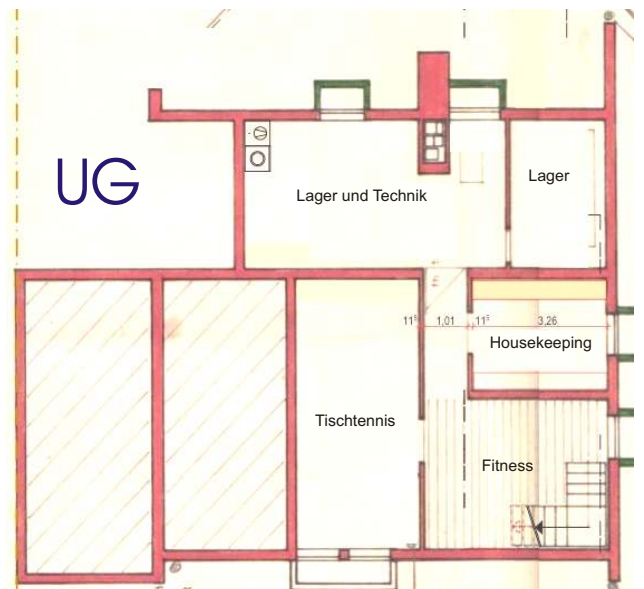 UG
Lager und Technik
Lager
11⁵ 1,01 11⁵ 3,26
Housekeeping
Tischtennis
Fitness